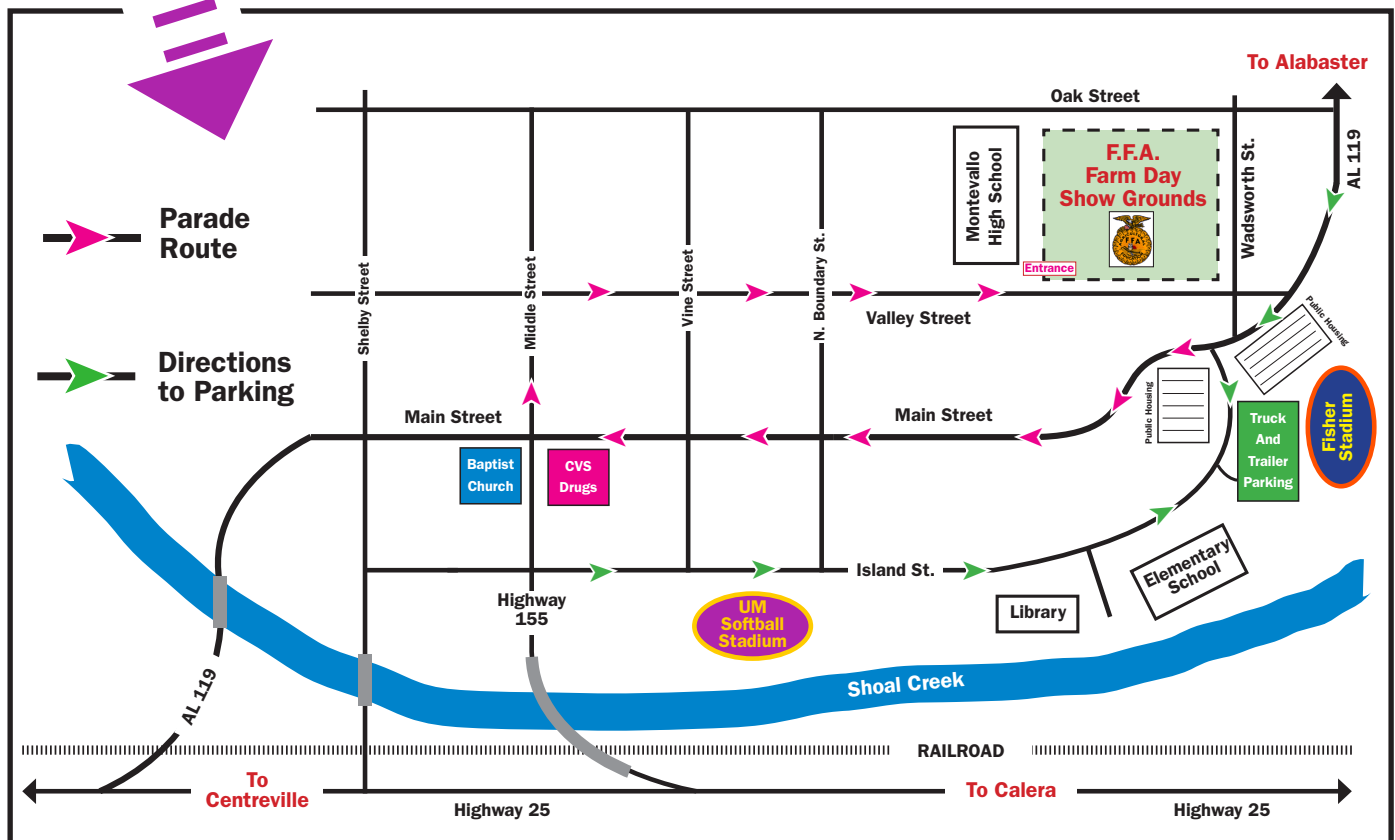 To Alabaster
Oak Street
AL 119
Montevallo
High School
F.F.A.
Farm Day
Show Grounds
FFA
Entrance
Wadsworth St.
Parade
Route
Shelby Street
Middle Street
Vine Street
N. Boundary St.
Valley Street
Public Housing
Directions
to Parking
Main Street
Main Street
Public Housing
Truck
And
Trailer
Parking
Fisher
Stadium
Baptist
Church
CVS
Drugs
Island St.
Elementary
School
Library
Highway
155
UM
Softball
Stadium
Shoal Creek
AL 119
RAILROAD
To
Centreville
To Calera
Highway 25
Highway 25